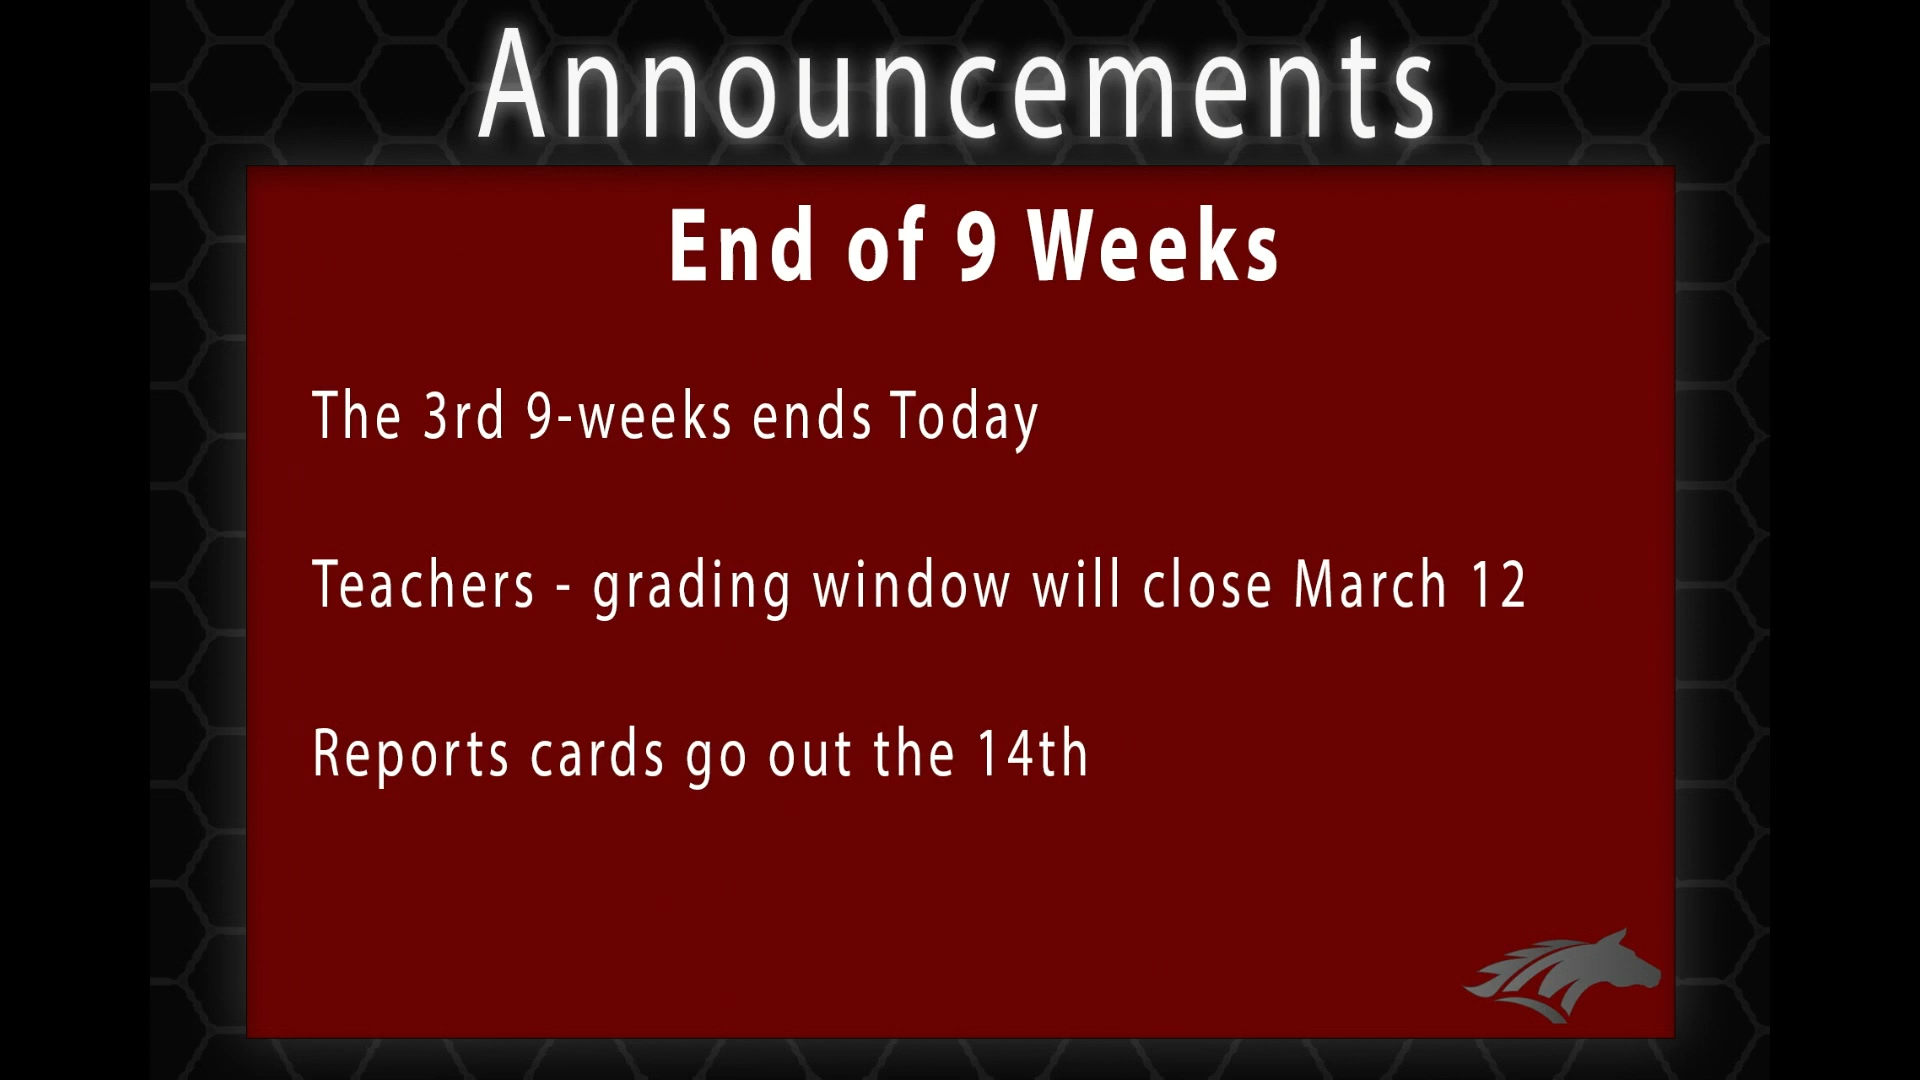 Announcements
End of 9 Weeks
The 3rd 9-weeks ends Today
Teachers - grading window will close March 12
Reports cards go out the 14th